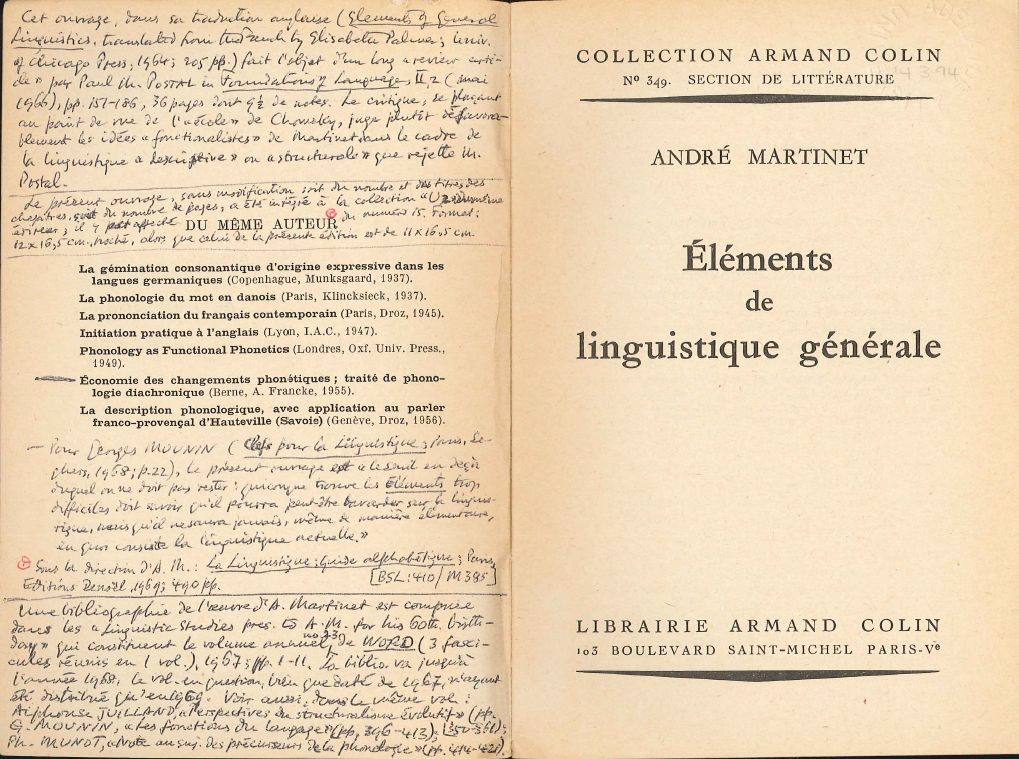 Cet ouvrage, dans sa traduction anglaise (Elements of General
Linguistics, translated from the French by Elisabeth Palmer; Univ.
of Chicago Press, 1964; 205 pp.) fait l'objet d'un long « review arti-
cle » par Paul M. POSTAL in Foundations of Language, II, 2 (mai
1966), pp. 151-186, 36 pages dont 9½ de notes. Le critique, se plaçant
au point de vue de l'« école » de Chomsky, juge plutôt défavora-
blement les idées « fonctionalistes » de Martinet dans le cadre de
la linguistique « descriptive » ou « structurale » que rejette M.
Postal.
Le présent ouvrage, sans modification soit du nombre et des titres des
chapitres, soit du nombre de pages, a été intégré à la collection « U2 » du même
éditeur; il y est affecté du numéro 15. Format:
12 x 16,5 cm. broché, alors que celui de la présente édition est de 11 x 16,5 cm.
DU MÊME AUTEUR
La gémination consonantique d'origine expressive dans les
langues germaniques (Copenhague, Munksgaard, 1937).
La phonologie du mot en danois (Paris, Klincksieck, 1937).
La prononciation du français contemporain (Paris, Droz, 1945).
Initiation pratique à l'anglais (Lyon, I.A.C., 1947).
Phonology as Functional Phonetics (Londres, Oxf. Univ. Press.,
1949).
Économie des changements phonétiques ; traité de phono-
logie diachronique (Berne, A. Francke, 1955).
La description phonologique, avec application au parler
franco-provençal d'Hauteville (Savoie) (Genève, Droz, 1956).
— Pour Georges MOUNIN (Clefs pour la Linguistique; Paris, Se-
ghers, 1968; p. 22), le présent ouvrage est « le seuil en deçà
duquel on ne doit pas rester : quiconque trouve les Eléments trop
difficiles doit savoir qu'il pourra peut-être bavarder sur la linguis-
tique, mais qu'il ne saura jamais, même de manière élémentaire,
en quoi consiste la linguistique actuelle. »
Sous la direction d'A. M. : La Linguistique : guide alphabétique; Paris,
Editions Denoël, 1969; 490 pp. [BSL: 410/M 385]
Une bibliographie de l'œuvre d'A. Martinet est comprise
dans les « Linguistic Studies pres. to A. M. for his 60th. birth-
day » qui constituent le volume annuel no. 23 de WORD (3 fasci-
cules réunis en 1 vol.), 1967; pp. 1-11. La biblio. va jusqu'à
l'année 1968, le vol. en question, bien que daté de 1967, n'ayant
été distribué qu'en 1969. Voir aussi, dans le même vol. :
Alphonse JUILLAND, « Perspectives du structuralisme évolutif » (pp. 350-361);
G. MOUNIN, « Les fonctions du langage » (pp. 396-413);
Ph. MUNOT, « Note au suj. des précurseurs de la phonologie » (pp. 414-421).
COLLECTION ARMAND COLIN
Nº 349. SECTION DE LITTÉRATURE
ANDRÉ MARTINET
Éléments
de
linguistique générale
LIBRAIRIE ARMAND COLIN
103 BOULEVARD SAINT-MICHEL PARIS-Vᵉ